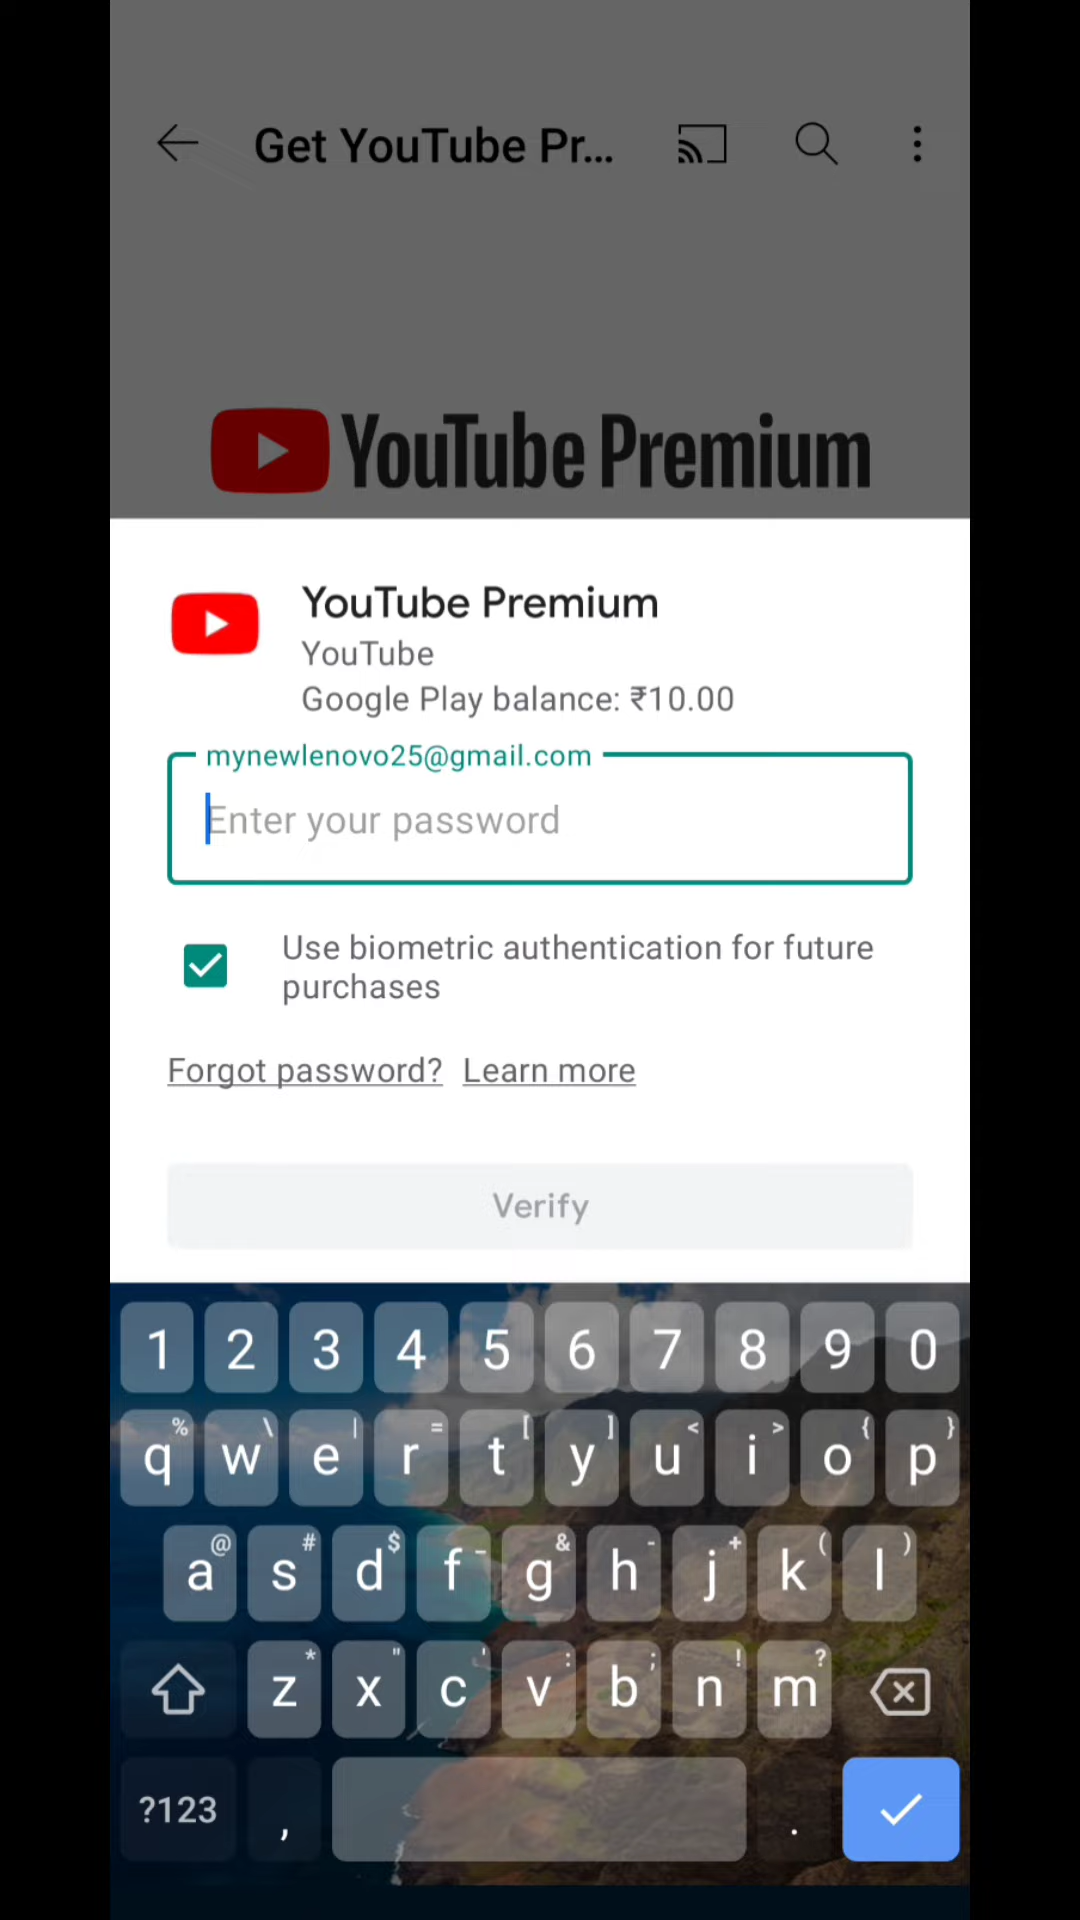 Get YouTube Pr...
YouTube Premium
YouTube Premium
YouTube
Google Play balance: ₹10.00
mynewlenovo25@gmail.com
Enter your password
Use biometric authentication for future
purchases
Forgot password? Learn more
Verify
1 2 3 4 5 6 7 8 9 0
% \ | = [ ] < > { }
q w e r t y u i o p
@ # $ _ & - + ( )
a s d f g h j k l
* " ' : ; ! ?
z x c v b n m
?123 , .